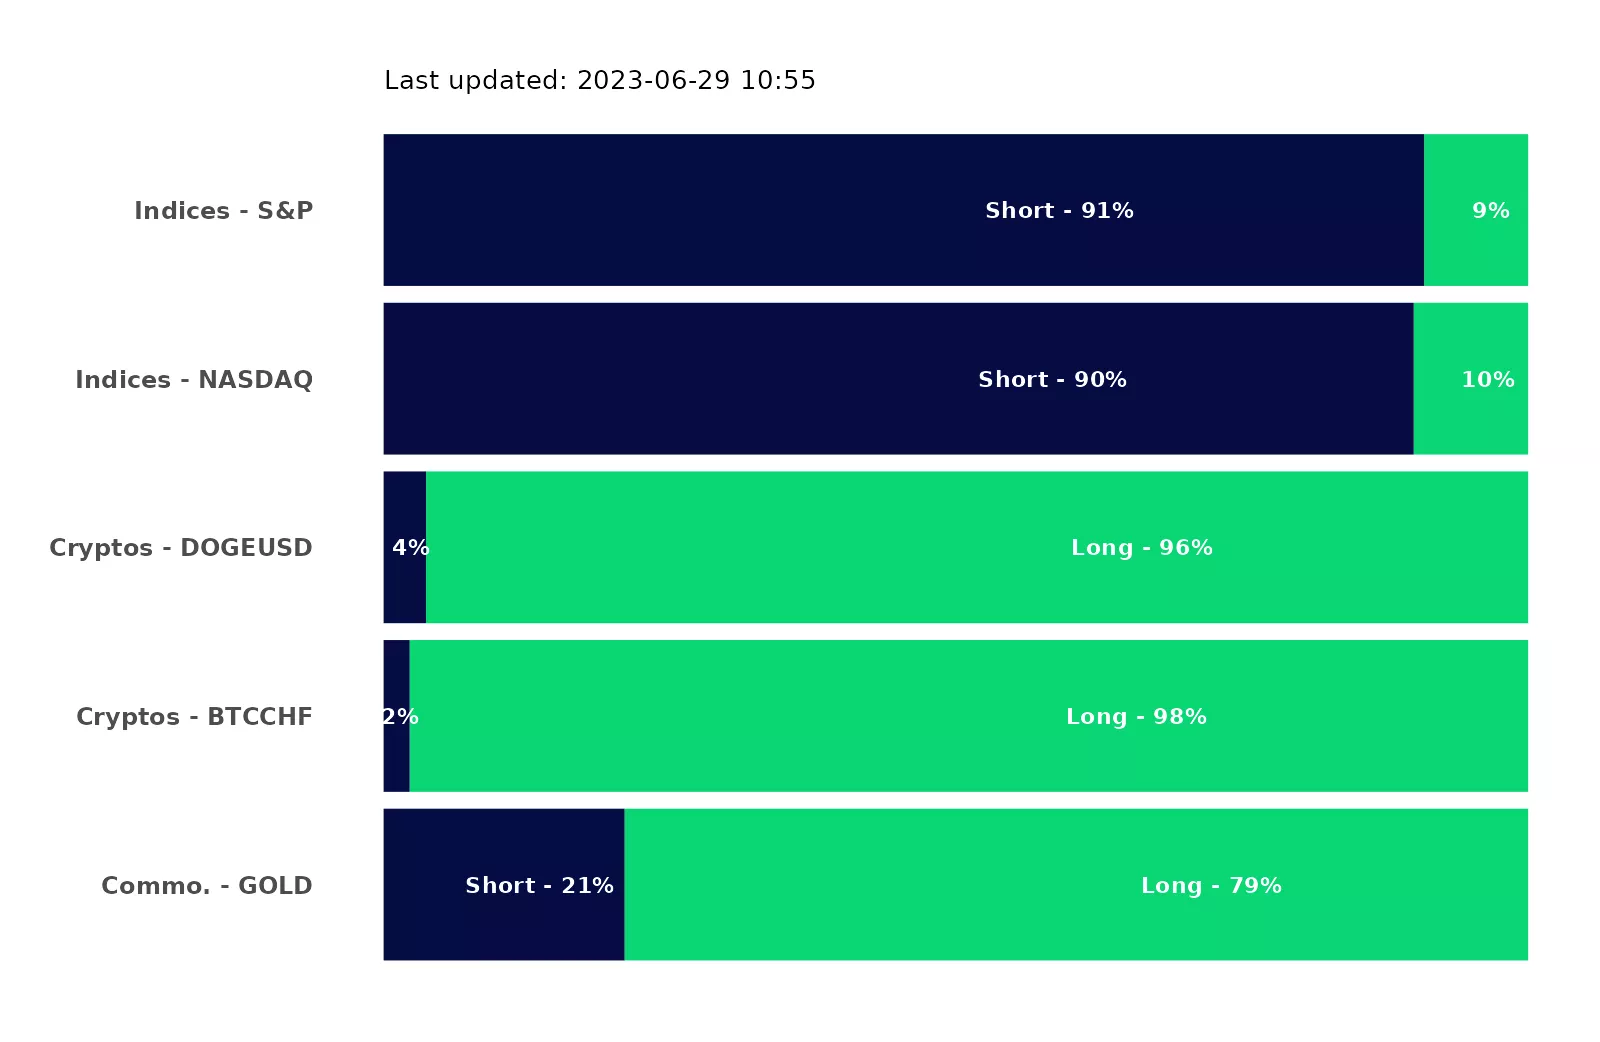 Last updated: 2023-06-29 10:55
Indices - S&P Short - 91% 9%
Indices - NASDAQ Short - 90% 10%
Cryptos - DOGEUSD 4% Long - 96%
Cryptos - BTCCHF 2% Long - 98%
Commo. - GOLD Short - 21% Long - 79%